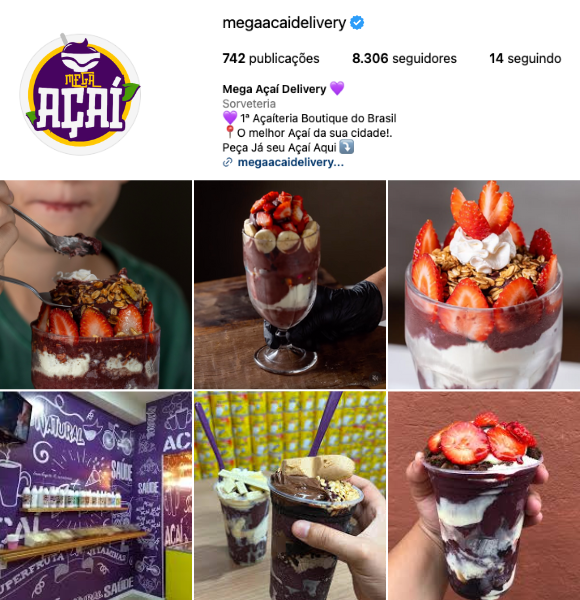 megaacaidelivery
742 publicações 8.306 seguidores 14 seguindo
MEGA
AÇAÍ
Mega Açaí Delivery 💜
Sorveteria
💜 1ª Açaíteria Boutique do Brasil
📍O melhor Açaí da sua cidade!.
Peça Já seu Açaí Aqui ⤵️
megaacaidelivery...
NATURAL
AÇ
SAÚDE
SAÚDE
AÇAÍ
SUPERFRUTA
VITAMINAS
SAÚDE